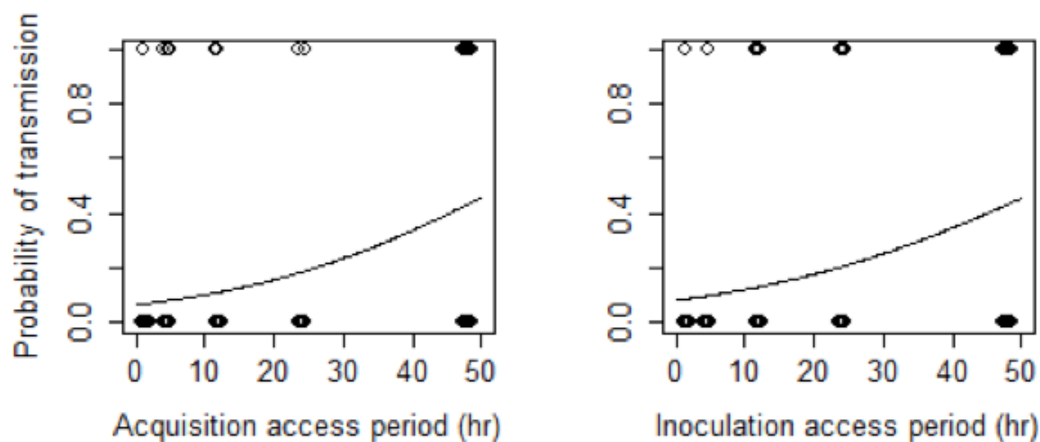 Probability of transmission
0.8
0.4
0.0
0 10 20 30 40 50
Acquisition access period (hr)
0.8
0.4
0.0
0 10 20 30 40 50
Inoculation access period (hr)